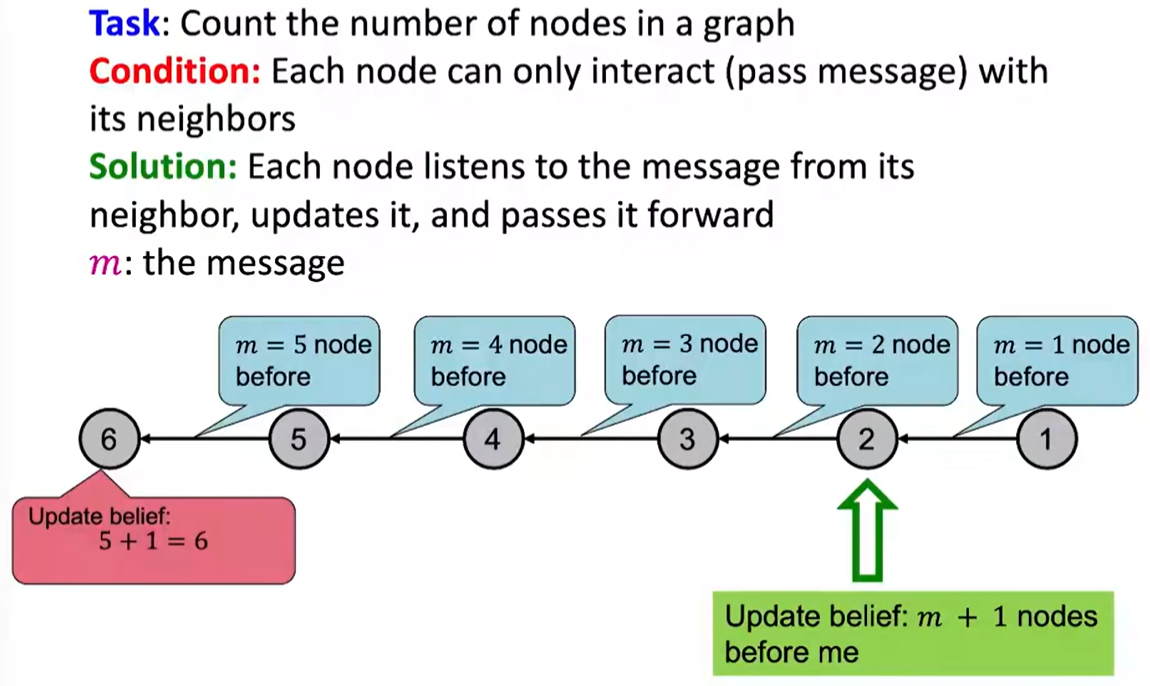 Task: Count the number of nodes in a graph
Condition: Each node can only interact (pass message) with
its neighbors
Solution: Each node listens to the message from its
neighbor, updates it, and passes it forward
m: the message
m = 5 node
before
m = 4 node
before
m = 3 node
before
m = 2 node
before
m = 1 node
before
6
5
4
3
2
1
Update belief:
5 + 1 = 6
Update belief: m + 1 nodes
before me